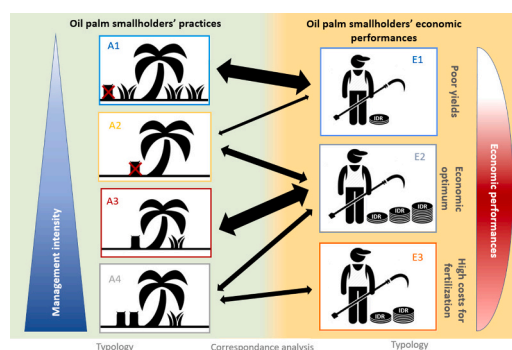 Oil palm smallholders' practices
Oil palm smallholders' economic
performances
A1
A2
A3
A4
Management intensity
E1
IDR
E2
IDR
IDR
IDR
E3
IDR
IDR
Poor yields
Economic
optimum
High costs for
fertilization
Economic performances
Typology
Correspondance analysis
Typology